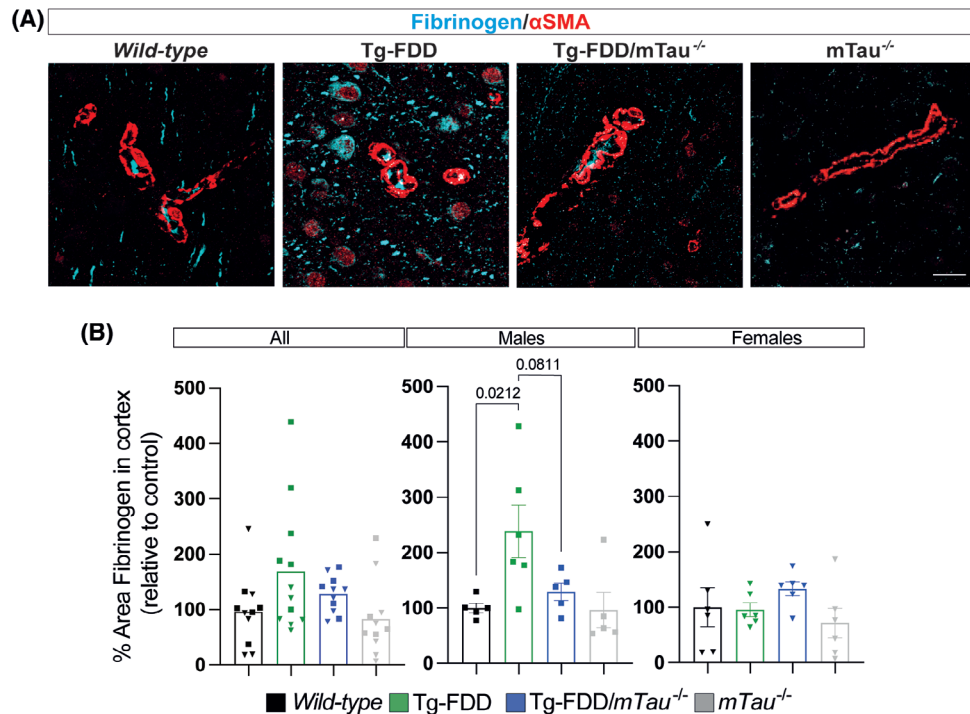 (A)
Fibrinogen/αSMA
Wild-type Tg-FDD Tg-FDD/mTau-/- mTau-/-
(B)
All Males Females
% Area Fibrinogen in cortex
(relative to control)
500
400
300
200
100
0
0.0212
0.0811
500
400
300
200
100
0
500
400
300
200
100
0
Wild-type Tg-FDD Tg-FDD/mTau-/- mTau-/-